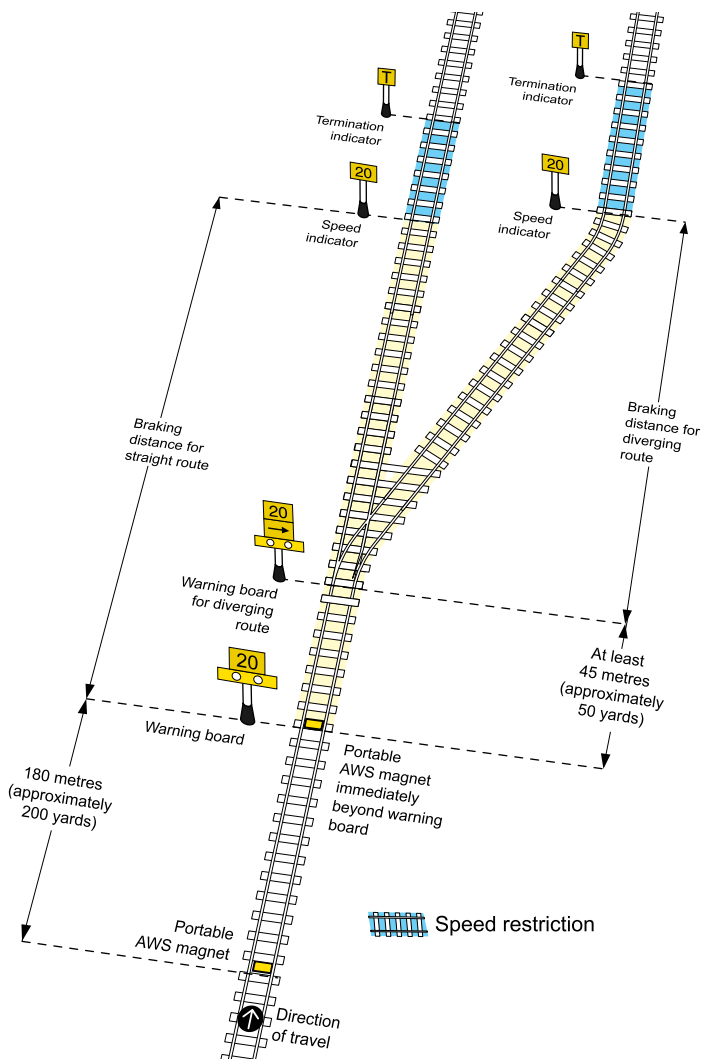 T
T
Termination
indicator
Termination
indicator
20
20
Speed
indicator
Speed
indicator
Braking
distance for
straight route
Braking
distance for
diverging
route
20
Warning board
for diverging
route
20
Warning board
At least
45 metres
(approximately
50 yards)
Portable
AWS magnet
immediately
beyond warning
board
180 metres
(approximately
200 yards)
Portable
AWS magnet
Speed restriction
Direction
of travel